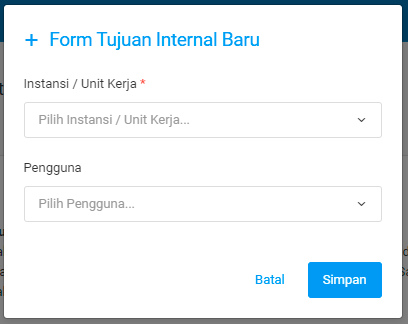 + Form Tujuan Internal Baru
Instansi / Unit Kerja *
Pilih Instansi / Unit Kerja...
Pengguna
Pilih Pengguna...
Batal
Simpan